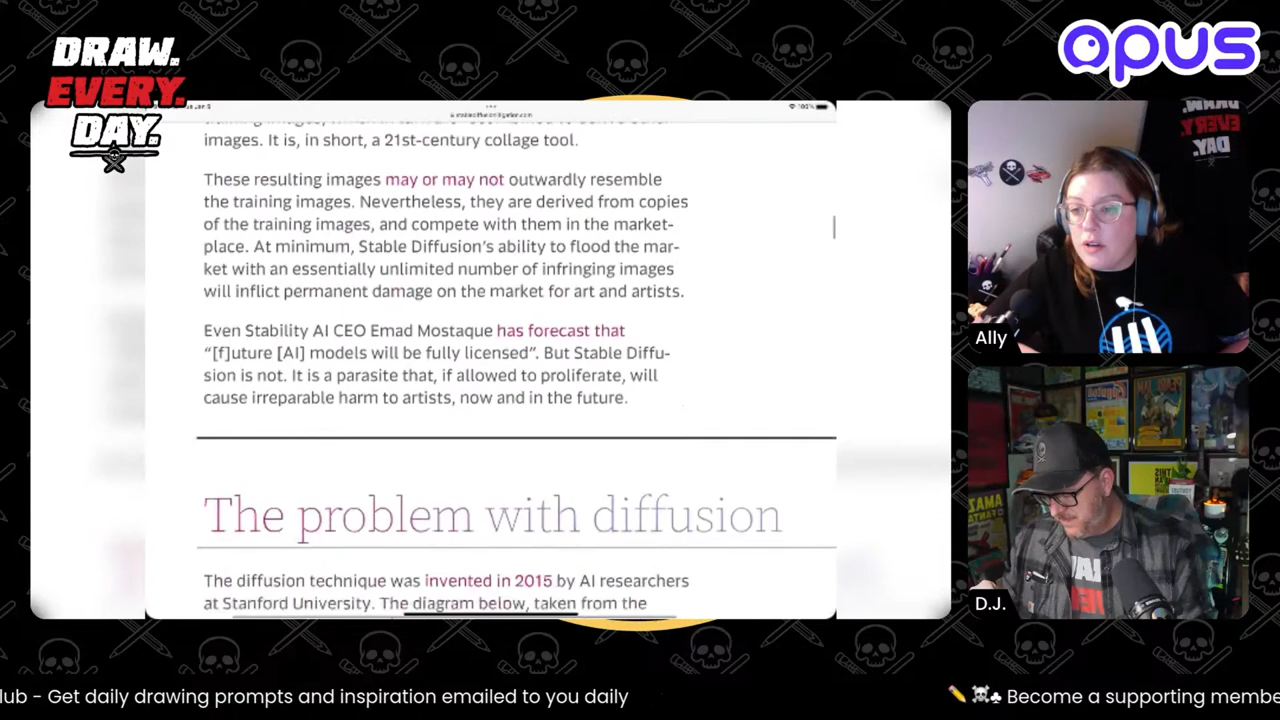 DRAW.
EVERY.
DAY.
opus
100%
stablediffusionlitigation.com
images. It is, in short, a 21st-century collage tool.
These resulting images may or may not outwardly resemble
the training images. Nevertheless, they are derived from copies
of the training images, and compete with them in the market-
place. At minimum, Stable Diffusion’s ability to flood the mar-
ket with an essentially unlimited number of infringing images
will inflict permanent damage on the market for art and artists.
Even Stability AI CEO Emad Mostaque has forecast that
“[f]uture [AI] models will be fully licensed”. But Stable Diffu-
sion is not. It is a parasite that, if allowed to proliferate, will
cause irreparable harm to artists, now and in the future.
The problem with diffusion
The diffusion technique was invented in 2015 by AI researchers
at Stanford University. The diagram below, taken from the
Ally
D.J.
lub - Get daily drawing prompts and inspiration emailed to you daily
Become a supporting membe